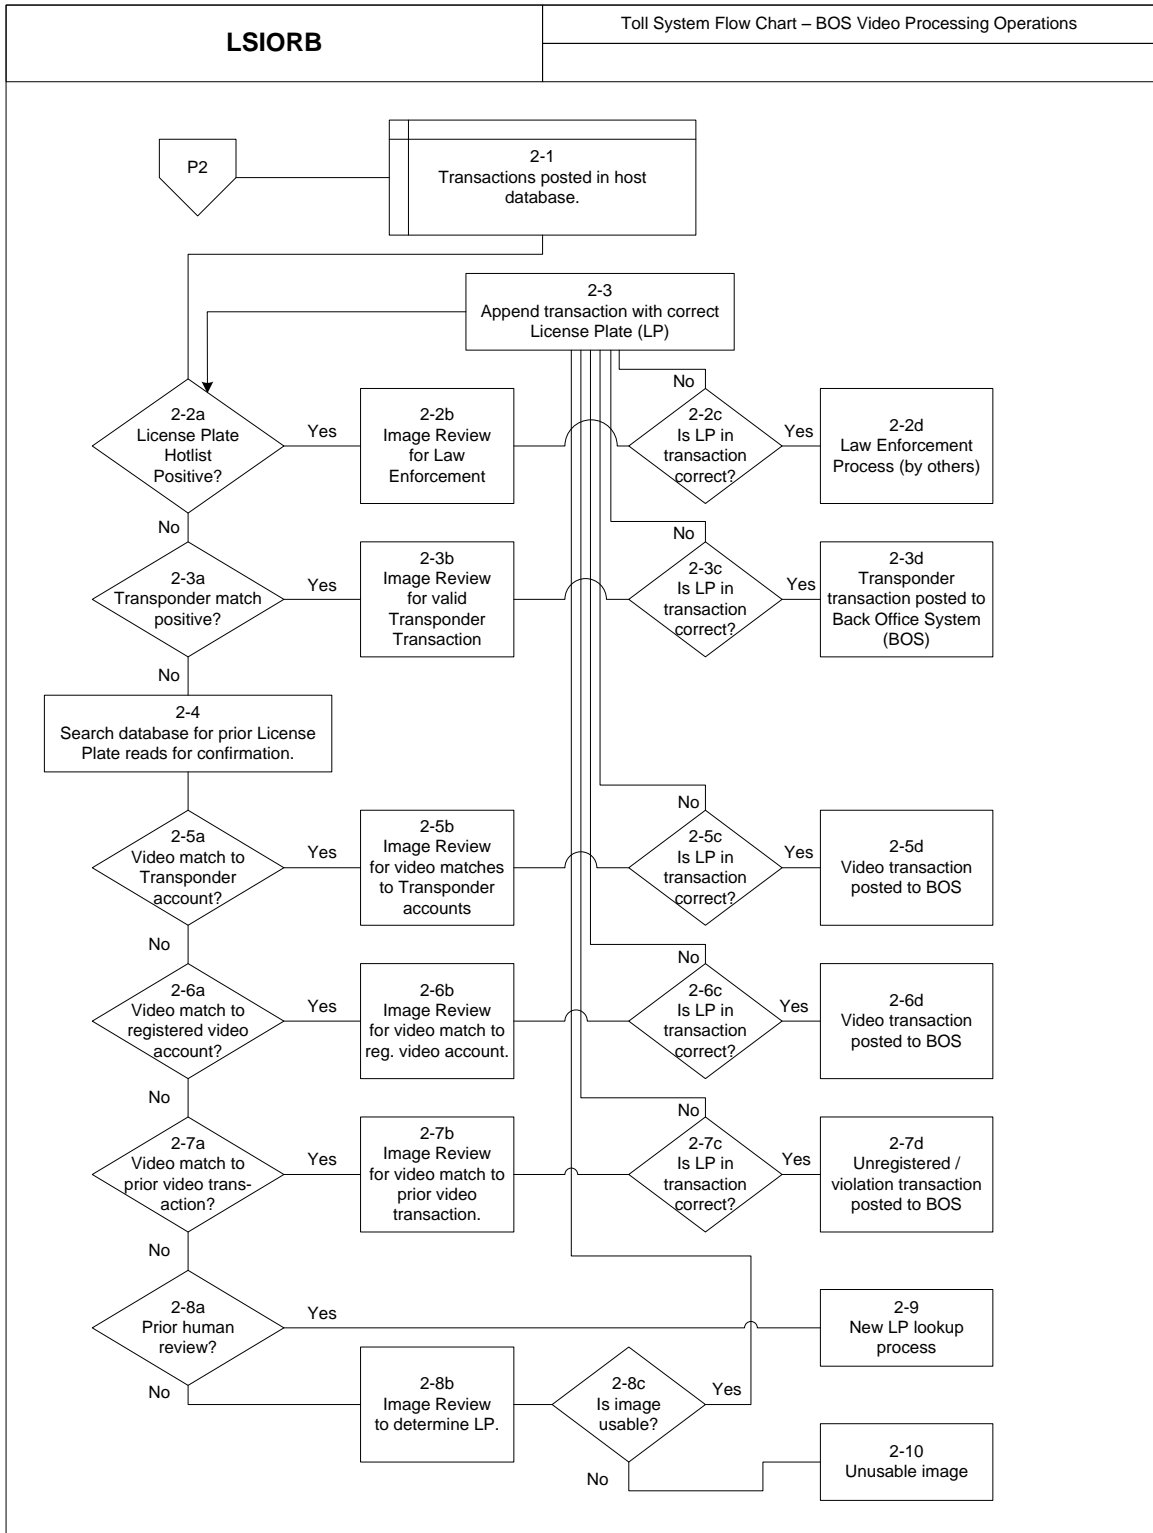 LSIORB
Toll System Flow Chart – BOS Video Processing Operations
P2
2-1
Transactions posted in host
database.
2-3
Append transaction with correct
License Plate (LP)
2-2a
License Plate
Hotlist
Positive?
Yes
2-2b
Image Review
for Law
Enforcement
No
2-2c
Is LP in
transaction
correct?
Yes
2-2d
Law Enforcement
Process (by others)
No
2-3a
Transponder match
positive?
Yes
2-3b
Image Review
for valid
Transponder
Transaction
No
2-3c
Is LP in
transaction
correct?
Yes
2-3d
Transponder
transaction posted to
Back Office System
(BOS)
No
2-4
Search database for prior License
Plate reads for confirmation.
2-5a
Video match to
Transponder
account?
Yes
2-5b
Image Review
for video matches
to Transponder
accounts
No
2-5c
Is LP in
transaction
correct?
Yes
2-5d
Video transaction
posted to BOS
No
2-6a
Video match to
registered video
account?
Yes
2-6b
Image Review
for video match to
reg. video account.
No
2-6c
Is LP in
transaction
correct?
Yes
2-6d
Video transaction
posted to BOS
No
2-7a
Video match to
prior video trans-
action?
Yes
2-7b
Image Review
for video match to
prior video
transaction.
No
2-7c
Is LP in
transaction
correct?
Yes
2-7d
Unregistered /
violation transaction
posted to BOS
No
2-8a
Prior human
review?
Yes
2-9
New LP lookup
process
No
2-8b
Image Review
to determine LP.
2-8c
Is image
usable?
Yes
No
2-10
Unusable image